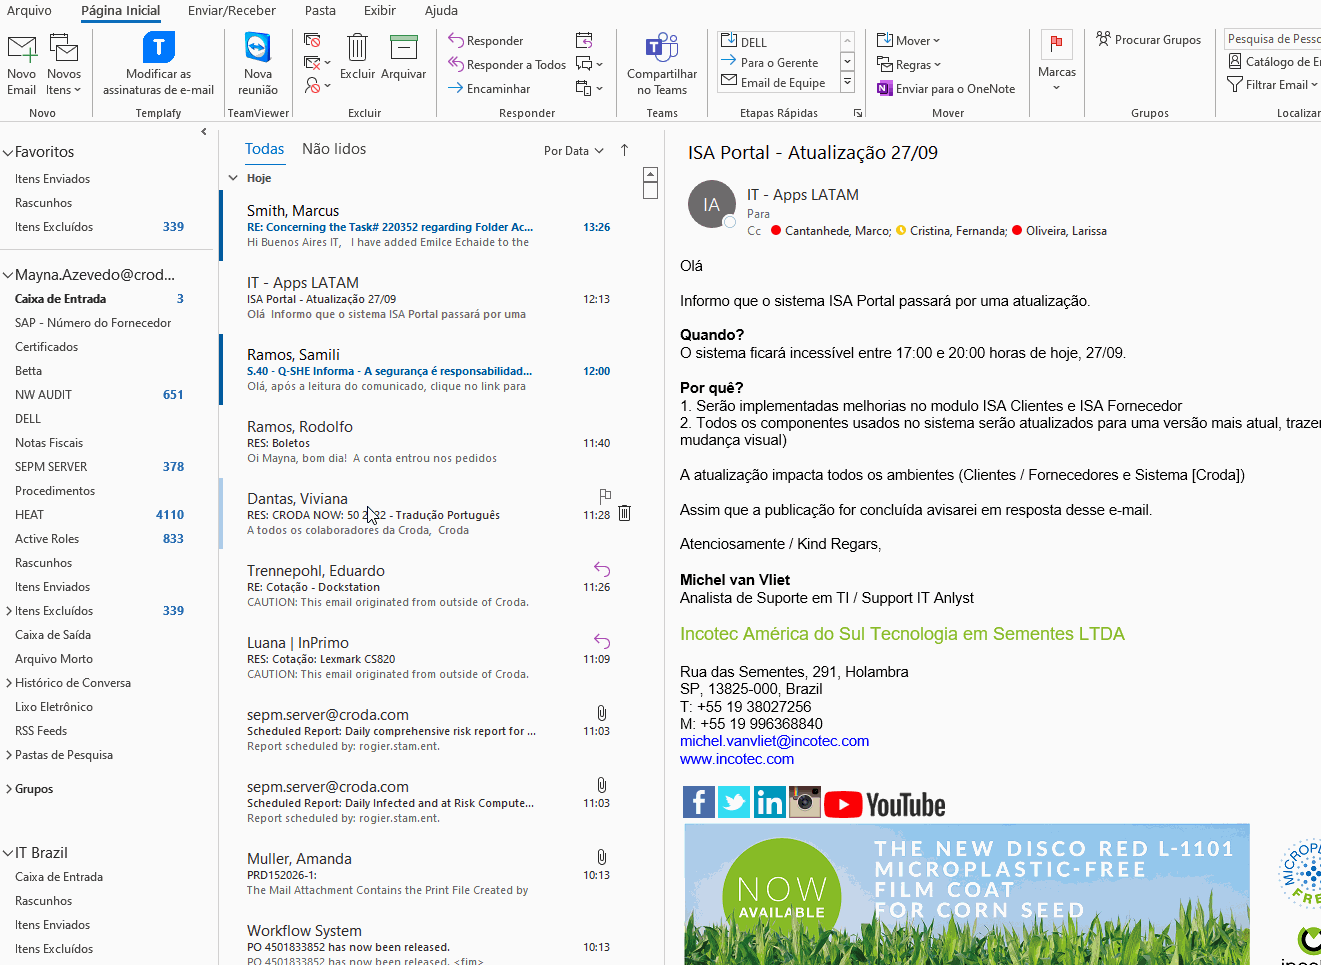 Arquivo Página Inicial Enviar/Receber Pasta Exibir Ajuda
Novo Email
Novos Itens
Novo
Modificar as assinaturas de e-mail
Templafy
Nova reunião
TeamViewer
Excluir
Arquivar
Excluir
Responder
Responder a Todos
Encaminhar
Responder
Compartilhar no Teams
Teams
DELL
Para o Gerente
Email de Equipe
Etapas Rápidas
Mover
Regras
Enviar para o OneNote
Mover
Marcas
Procurar Grupos
Grupos
Pesquisa de Pesso
Catálogo de
Filtrar Email
Localizar
Favoritos
Itens Enviados
Rascunhos
Itens Excluídos 339
Mayna.Azevedo@crod...
Caixa de Entrada 3
SAP - Número do Fornecedor
Certificados
Betta
NW AUDIT 651
DELL
Notas Fiscais
SEPM SERVER 378
Procedimentos
HEAT 4110
Active Roles 833
Rascunhos
Itens Enviados
Itens Excluídos 339
Caixa de Saída
Arquivo Morto
Histórico de Conversa
Lixo Eletrônico
RSS Feeds
Pastas de Pesquisa
Grupos
IT Brazil
Caixa de Entrada
Rascunhos
Itens Enviados
Itens Excluídos
Todas Não lidos Por Data
Hoje
Smith, Marcus
RE: Concerning the Task# 220352 regarding Folder Ac... 13:26
Hi Buenos Aires IT, I have added Emilce Echaide to the
IT - Apps LATAM
ISA Portal - Atualização 27/09 12:13
Olá Informo que o sistema ISA Portal passará por uma
Ramos, Samili
S.40 - Q-SHE Informa - A segurança é responsabilidad... 12:00
Olá, após a leitura do comunicado, clique no link para
Ramos, Rodolfo
RES: Boletos 11:40
Oi Mayna, bom dia! A conta entrou nos pedidos
Dantas, Viviana
RES: CRODA NOW: 50 2022 - Tradução Português 11:28
A todos os colaboradores da Croda, Croda
Trennepohl, Eduardo
RE: Cotação - Dockstation 11:26
CAUTION: This email originated from outside of Croda.
Luana | InPrimo
RES: Cotação: Lexmark CS820 11:09
CAUTION: This email originated from outside of Croda.
sepm.server@croda.com
Scheduled Report: Daily comprehensive risk report for ... 11:03
Report scheduled by: rogier.stam.ent.
sepm.server@croda.com
Scheduled Report: Daily Infected and at Risk Compute... 11:03
Report scheduled by: rogier.stam.ent.
Muller, Amanda
PRD152026-1: 10:13
The Mail Attachment Contains the Print File Created by
Workflow System
PO 4501833852 has now been released. 10:13
PO 4501833852 has now been released. <fim>
ISA Portal - Atualização 27/09
IA
IT - Apps LATAM
Para
Cc Cantanhede, Marco; Cristina, Fernanda; Oliveira, Larissa
Olá
Informo que o sistema ISA Portal passará por uma atualização.
Quando?
O sistema ficará incessível entre 17:00 e 20:00 horas de hoje, 27/09.
Por quê?
1. Serão implementadas melhorias no modulo ISA Clientes e ISA Fornecedor
2. Todos os componentes usados no sistema serão atualizados para uma versão mais atual, trazer
mudança visual)
A atualização impacta todos os ambientes (Clientes / Fornecedores e Sistema [Croda])
Assim que a publicação for concluída avisarei em resposta desse e-mail.
Atenciosamente / Kind Regars,
Michel van Vliet
Analista de Suporte em TI / Support IT Anlyst
Incotec América do Sul Tecnologia em Sementes LTDA
Rua das Sementes, 291, Holambra
SP, 13825-000, Brazil
T: +55 19 38027256
M: +55 19 996368840
michel.vanvliet@incotec.com
www.incotec.com
YouTube
NOW
AVAILABLE
THE NEW DISCO RED L-1101
MICROPLASTIC-FREE
FILM COAT
FOR CORN SEED